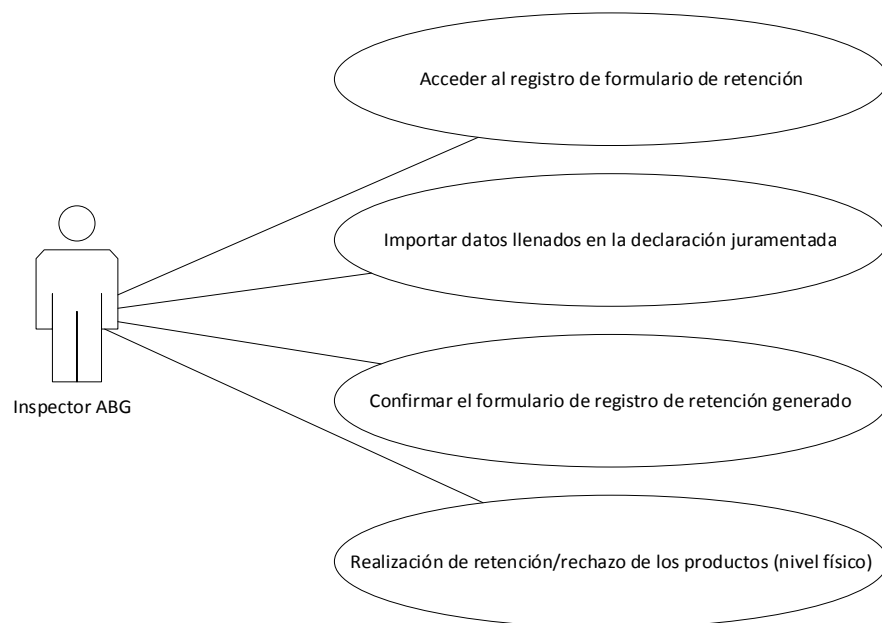 Acceder al registro de formulario de retención
Importar datos llenados en la declaración juramentada
Inspector ABG
Confirmar el formulario de registro de retención generado
Realización de retención/rechazo de los productos (nivel físico)